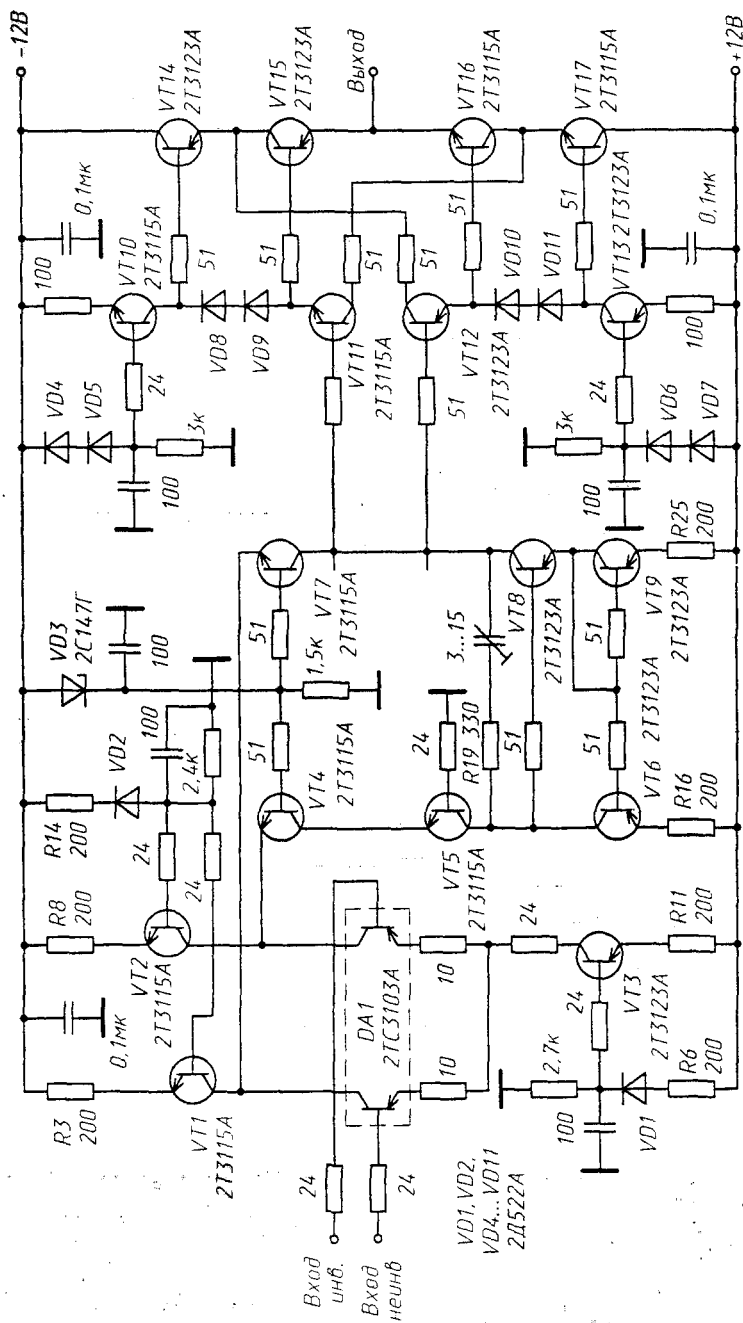 -12В
0,1мк
100
VT10
2Т3115А
VT14
2Т3123А
VT15
2Т3123А
Выход
VT16
2Т3115А
VT17
2Т3115А
+12В
51
51
51
51
51
51
VD8
VD9
VT11
2Т3115А
VT12
2Т3123А
VD10
VD11
VT13
2Т3123А
0,1мк
100
VD4
VD5
24
3к
100
51
3к
24
VD6
VD7
100
VD3
2С147Г
100
51
VT7
2Т3115А
1,5к
51
VT4
2Т3115А
3...15
VT8
2Т3123А
R19 330
51
24
VT5
2Т3115А
51
VT9
2Т3123А
51
VT6
2Т3123А
R25
200
R16
200
R14
200
VD2
100
2,4к
24
24
R8
200
VT2
2Т3115А
0,1мк
R3
200
VT1
2Т3115А
DA1
2ТС3103А
10
10
24
24
VT3
2Т3123А
R11
200
2,7к
100
VD1
R6
200
24
24
Вход
инв.
Вход
неинв
VD1, VD2,
VD4...VD11
2Д522А